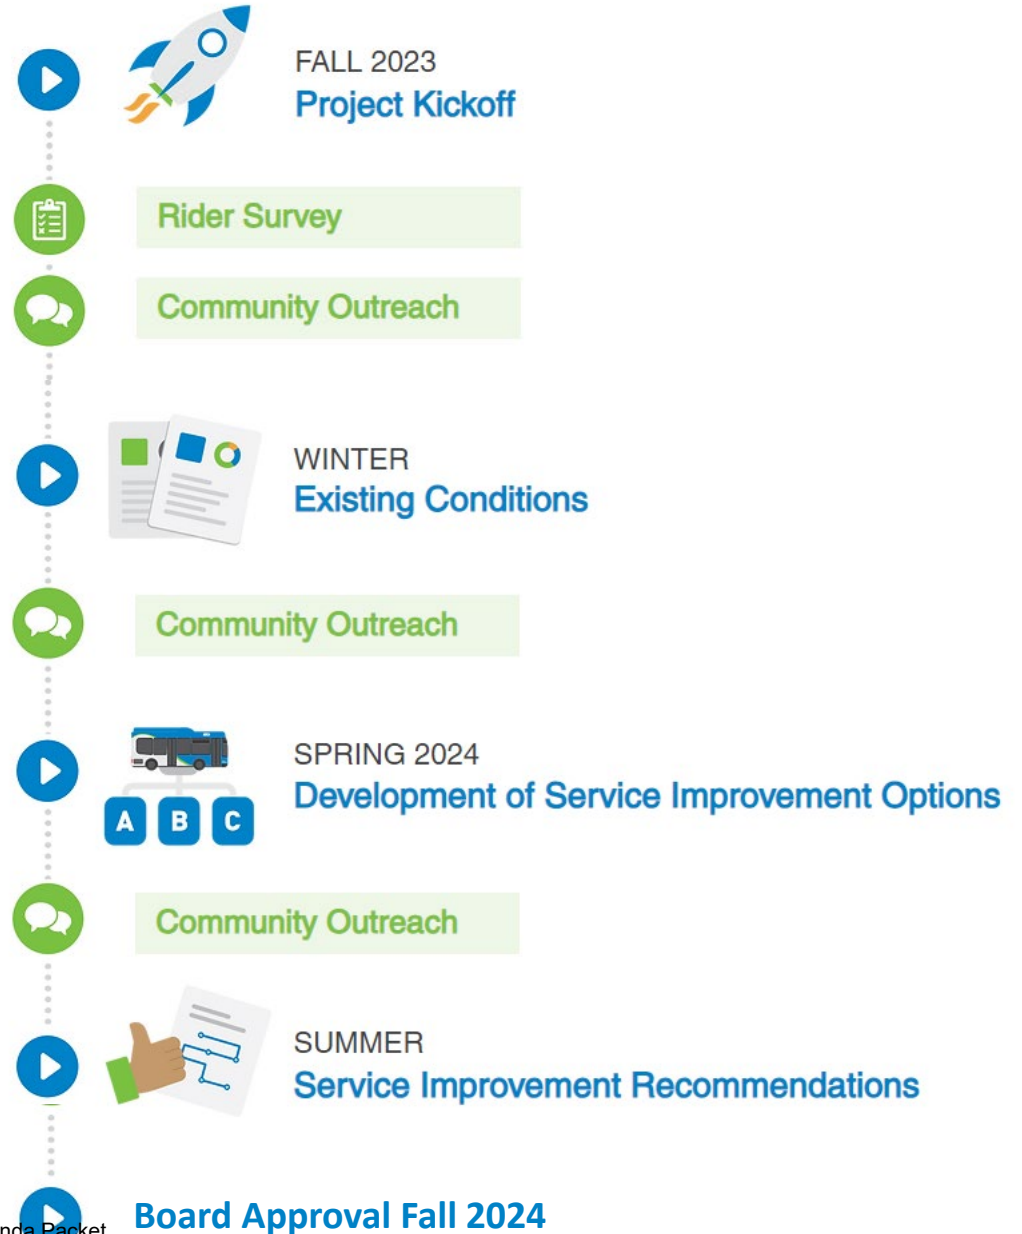 FALL 2023
Project Kickoff
Rider Survey
Community Outreach
WINTER
Existing Conditions
Community Outreach
SPRING 2024
Development of Service Improvement Options
A B C
Community Outreach
SUMMER
Service Improvement Recommendations
Board Approval Fall 2024
Packet